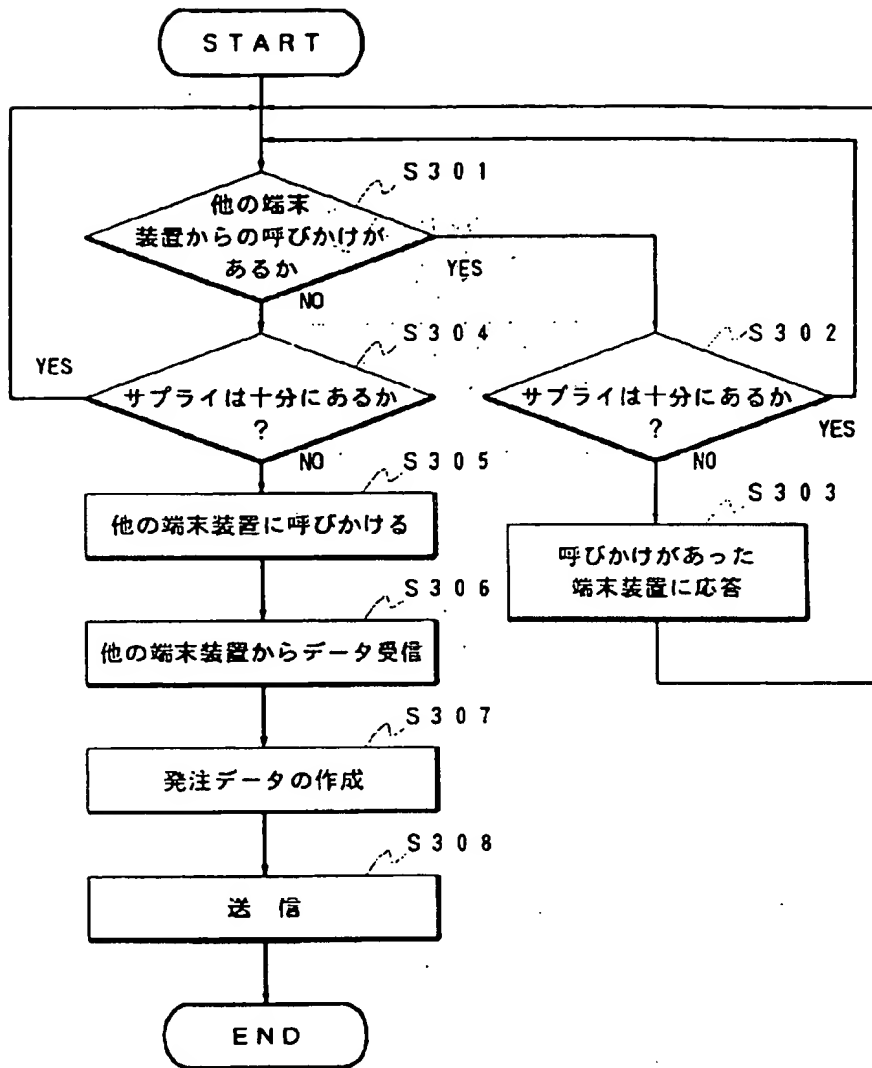 START
S301
他の端末
装置からの呼びかけが
あるか
YES
NO
S304
S302
YES
サプライは十分にあるか
?
サプライは十分にあるか
?
YES
NO
NO
S305
S303
他の端末装置に呼びかける
呼びかけがあった
端末装置に応答
S306
他の端末装置からデータ受信
S307
発注データの作成
S308
送 信
END